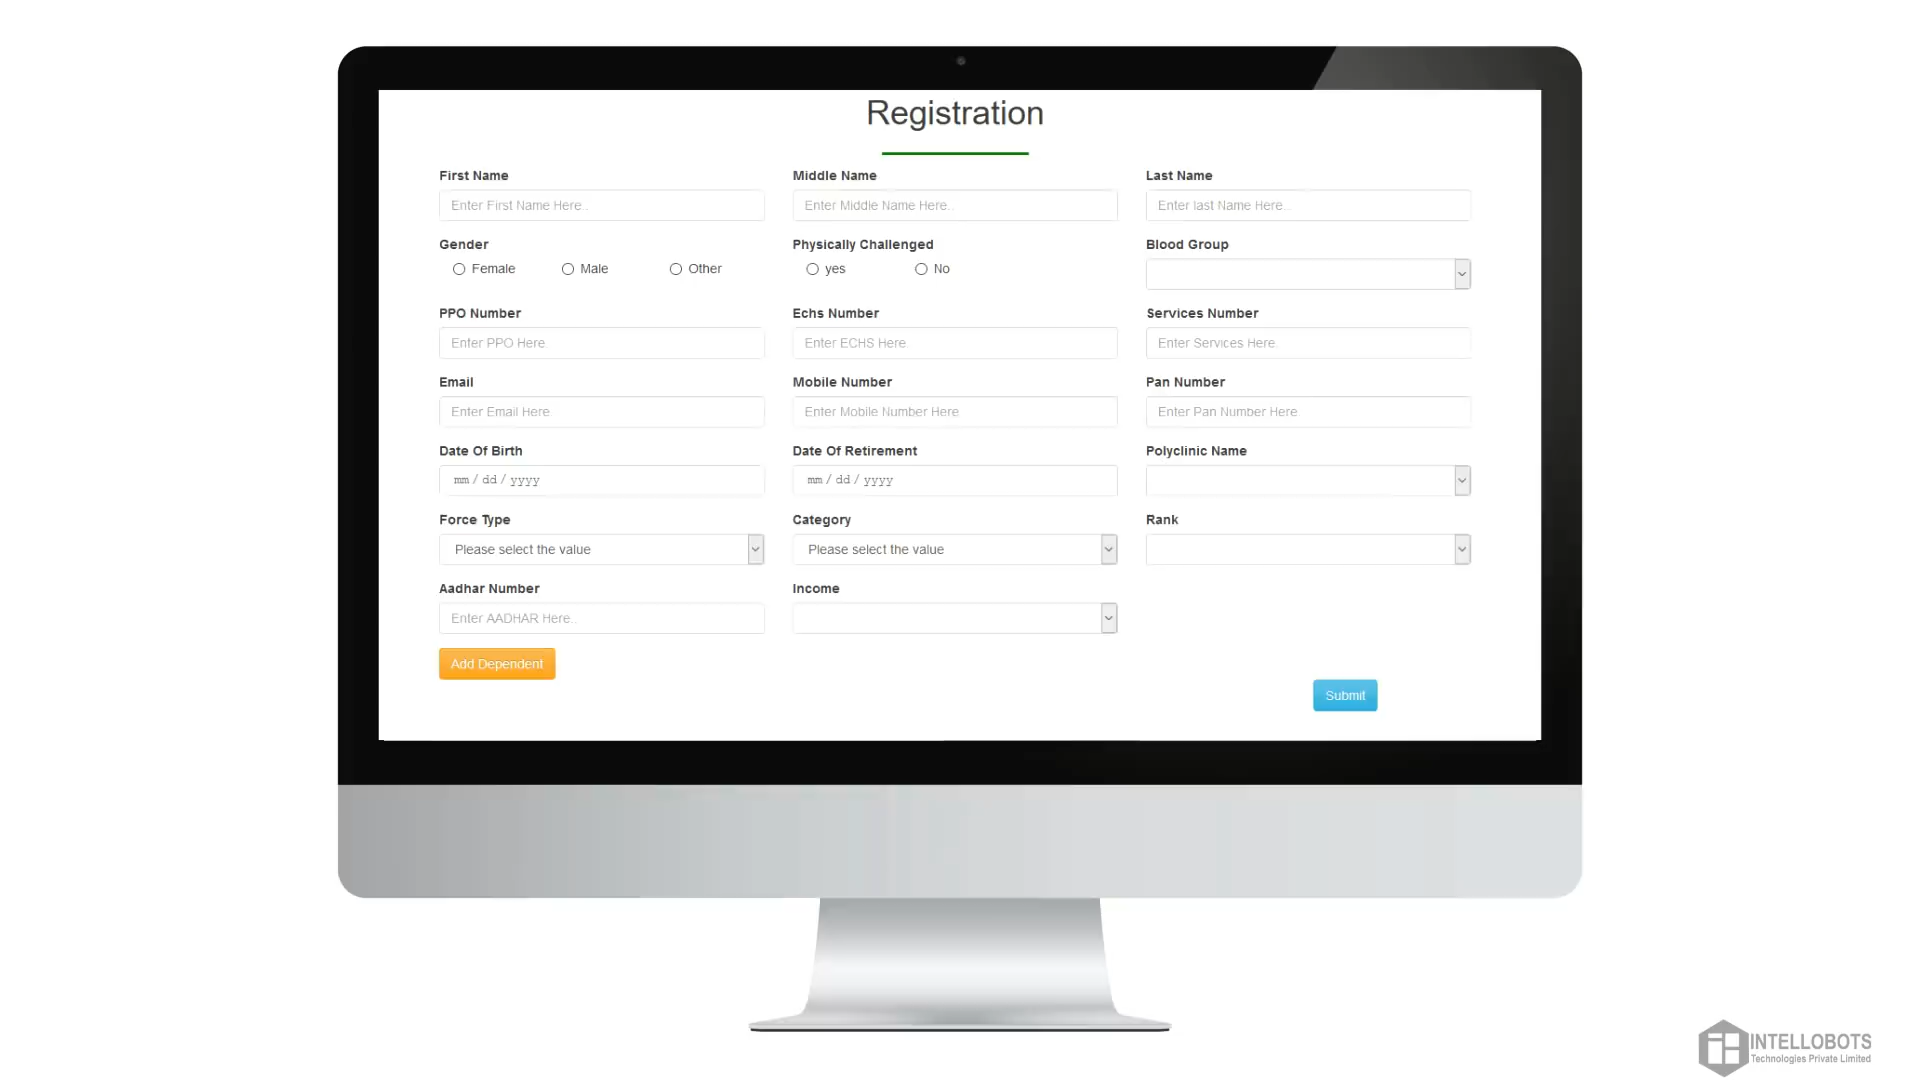 Registration
First Name Middle Name Last Name
Enter First Name Here.. Enter Middle Name Here.. Enter last Name Here..
Gender Physically Challenged Blood Group
Female Male Other yes No
PPO Number Echs Number Services Number
Enter PPO Here Enter ECHS Here Enter Services Here
Email Mobile Number Pan Number
Enter Email Here Enter Mobile Number Here Enter Pan Number Here
Date Of Birth Date Of Retirement Polyclinic Name
mm / dd / yyyy mm / dd / yyyy
Force Type Category Rank
Please select the value Please select the value
Aadhar Number Income
Enter AADHAR Here..
Add Dependent
Submit
INTELLOBOTS
Technologies Private Limited